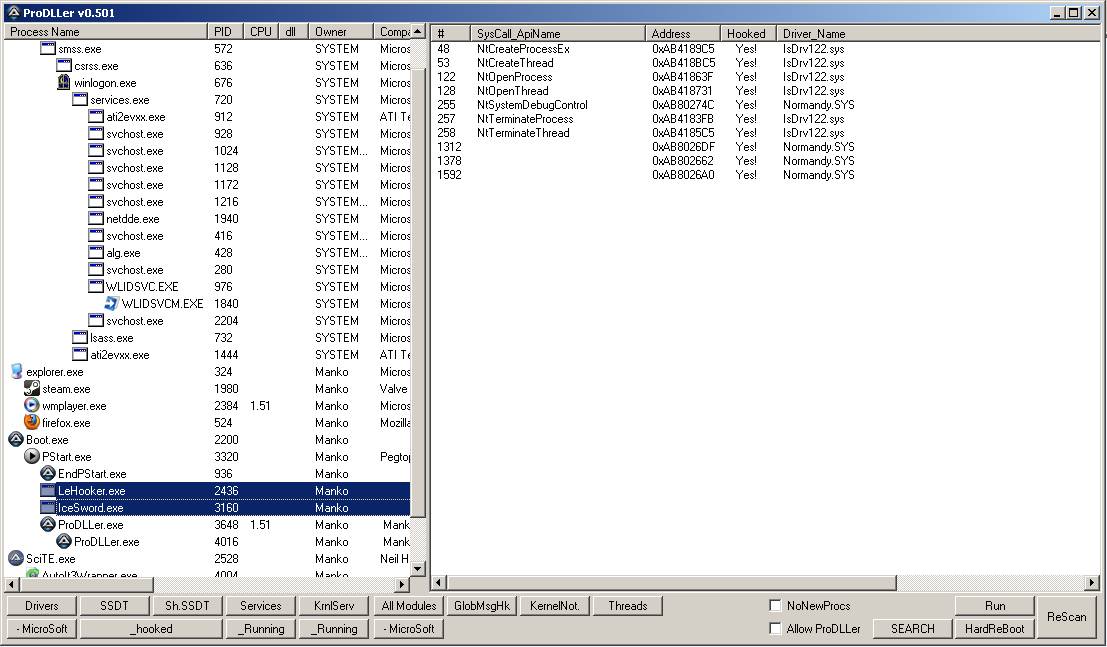 ProDLLer v0.501
Process Name PID CPU dll Owner Compa
smss.exe 572 SYSTEM Micros
csrss.exe 636 SYSTEM Micros
winlogon.exe 676 SYSTEM Micros
services.exe 720 SYSTEM Micros
ati2evxx.exe 912 SYSTEM ATI Te
svchost.exe 928 SYSTEM Micros
svchost.exe 1024 SYSTEM... Micros
svchost.exe 1128 SYSTEM Micros
svchost.exe 1172 SYSTEM Micros
svchost.exe 1216 SYSTEM... Micros
netdde.exe 1940 SYSTEM Micros
svchost.exe 416 SYSTEM... Micros
alg.exe 428 SYSTEM... Micros
svchost.exe 280 SYSTEM Micros
WLIDSVC.EXE 976 SYSTEM Micros
WLIDSVCM.EXE 1840 SYSTEM Micros
svchost.exe 2204 SYSTEM Micros
lsass.exe 732 SYSTEM Micros
ati2evxx.exe 1444 SYSTEM ATI Te
explorer.exe 324 Manko Micros
steam.exe 1980 Manko Valve
wmplayer.exe 2384 1.51 Manko Micros
firefox.exe 524 Manko Mozilla
Boot.exe 2200 Manko
PStart.exe 3320 Manko Pegtop
EndPStart.exe 936 Manko
LeHooker.exe 2436 Manko
IceSword.exe 3160 Manko
ProDLLer.exe 3648 1.51 Manko Mank
ProDLLer.exe 4016 Manko Mank
SciTE.exe 2528 Manko Neil H
AutoIt3Wrapper.exe 4004 Manko
# SysCall_ApiName Address Hooked Driver_Name
48 NtCreateProcessEx 0xAB4189C5 Yes! IsDrv122.sys
53 NtCreateThread 0xAB418BC5 Yes! IsDrv122.sys
122 NtOpenProcess 0xAB41863F Yes! IsDrv122.sys
128 NtOpenThread 0xAB418731 Yes! IsDrv122.sys
255 NtSystemDebugControl 0xAB80274C Yes! Normandy.SYS
257 NtTerminateProcess 0xAB4183FB Yes! IsDrv122.sys
258 NtTerminateThread 0xAB4185C5 Yes! IsDrv122.sys
1312 0xAB8026DF Yes! Normandy.SYS
1378 0xAB802662 Yes! Normandy.SYS
1592 0xAB8026A0 Yes! Normandy.SYS
Drivers SSDT Sh.SSDT Services KrnlServ All Modules GlobMsgHk KernelNot. Threads NoNewProcs Run ReScan
- MicroSoft _hooked _Running _Running - MicroSoft Allow ProDLLer SEARCH HardReBoot